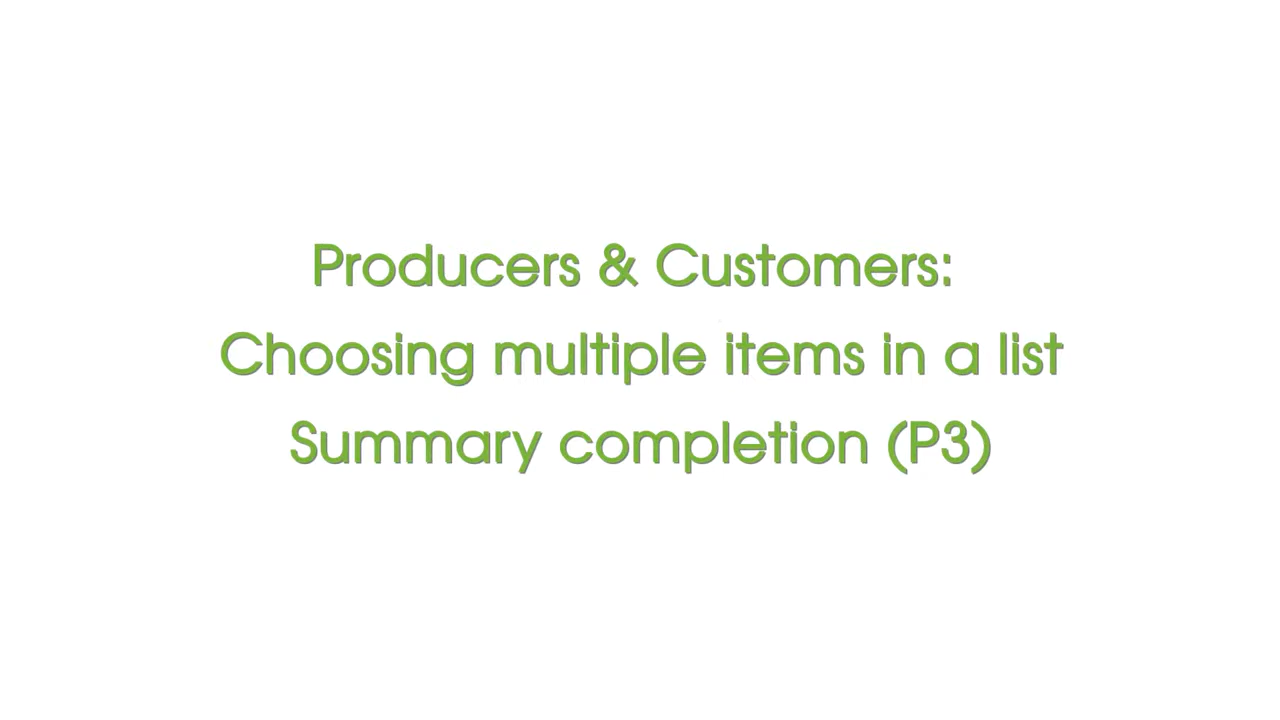 Producers & Customers:
Choosing multiple items in a list
Summary completion (P3)